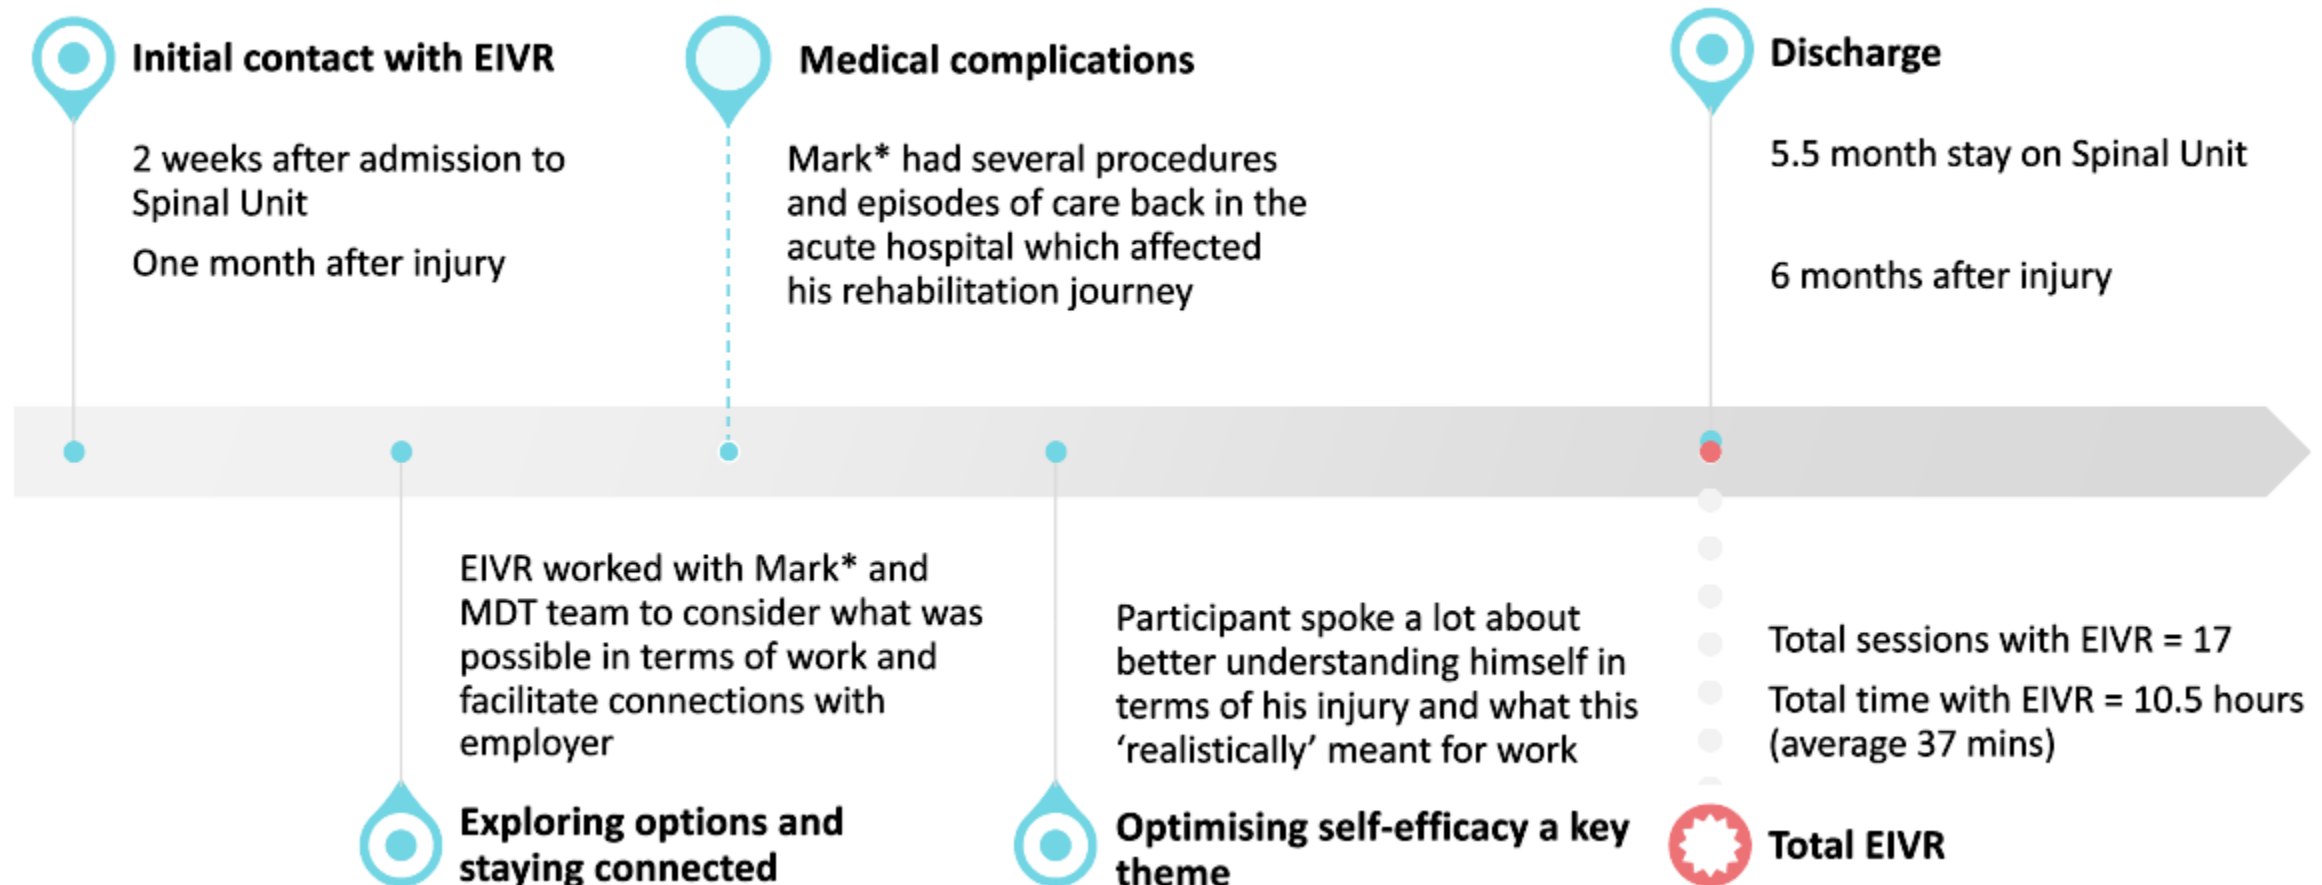 Initial contact with EIVR
2 weeks after admission to
Spinal Unit
One month after injury
Medical complications
Mark* had several procedures
and episodes of care back in the
acute hospital which affected
his rehabilitation journey
Discharge
5.5 month stay on Spinal Unit
6 months after injury
EIVR worked with Mark* and
MDT team to consider what was
possible in terms of work and
facilitate connections with
employer
Exploring options and
staying connected
Participant spoke a lot about
better understanding himself in
terms of his injury and what this
‘realistically’ meant for work
Optimising self-efficacy a key
theme
Total sessions with EIVR = 17
Total time with EIVR = 10.5 hours
(average 37 mins)
Total EIVR